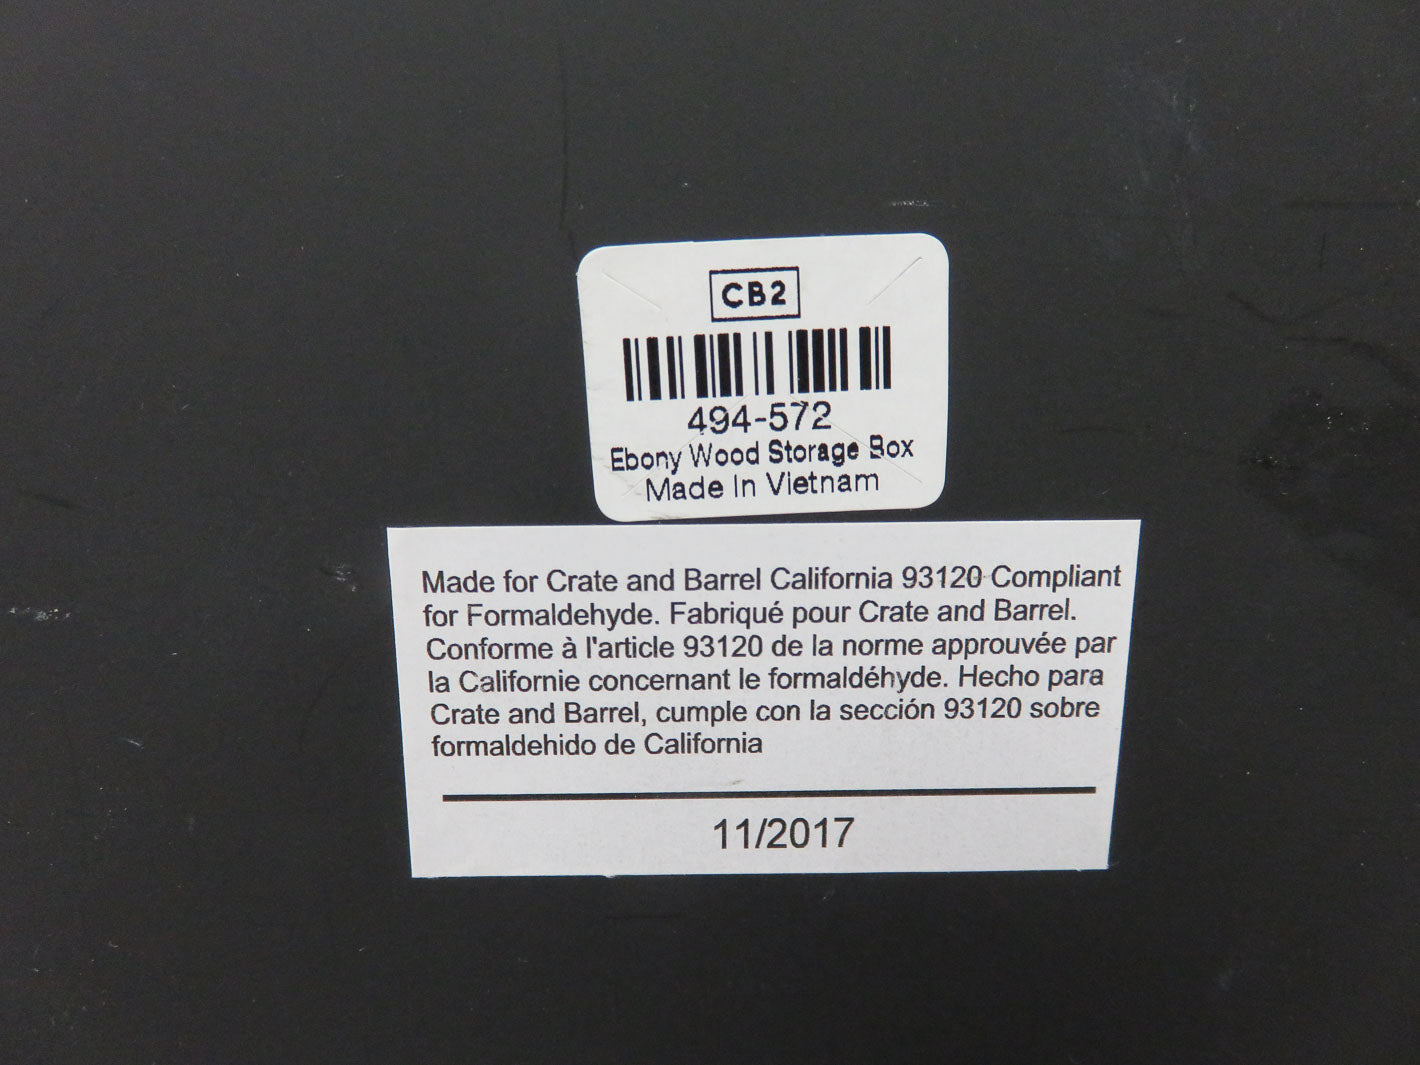 CB2
494-572
Ebony Wood Storage Box
Made In Vietnam
Made for Crate and Barrel California 93120 Compliant
for Formaldehyde. Fabriqué pour Crate and Barrel.
Conforme à l'article 93120 de la norme approuvée par
la Californie concernant le formaldéhyde. Hecho para
Crate and Barrel, cumple con la sección 93120 sobre
formaldehido de California
11/2017